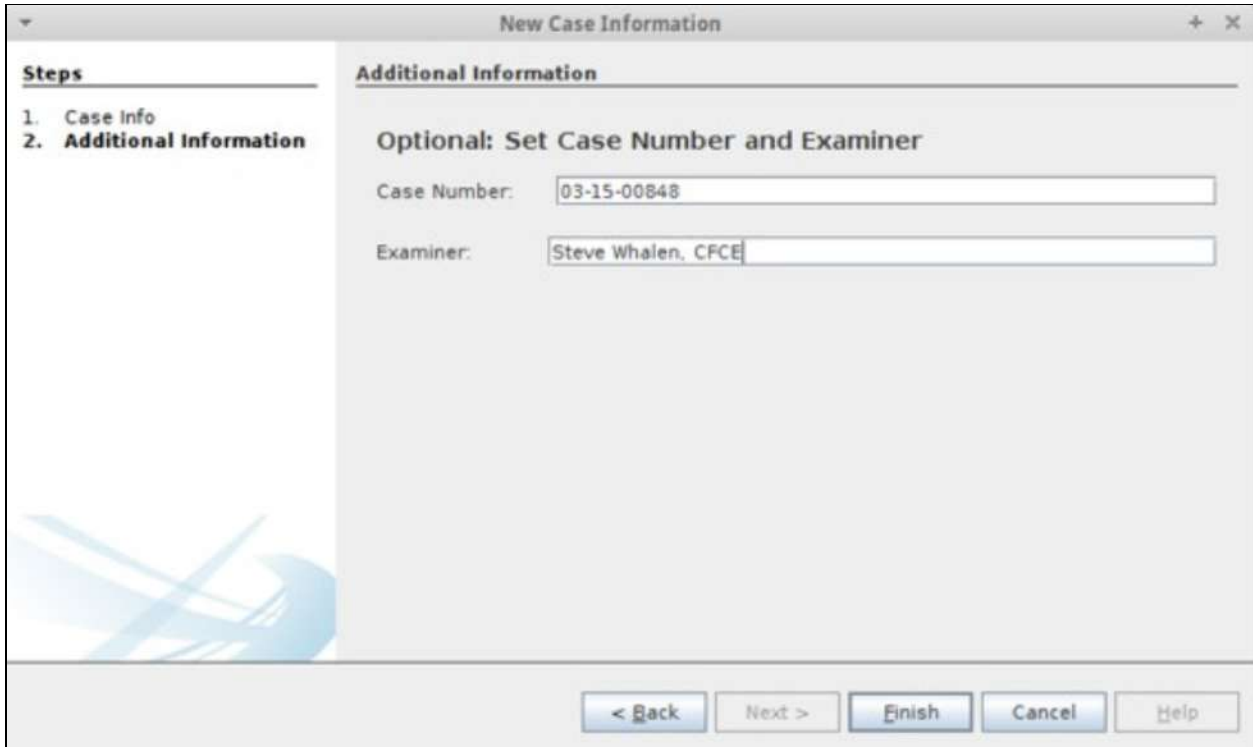 New Case Information
Steps
1. Case Info
2. Additional Information
Additional Information
Optional: Set Case Number and Examiner
Case Number: 03-15-00848
Examiner: Steve Whalen, CFCE
< Back Next > Finish Cancel Help